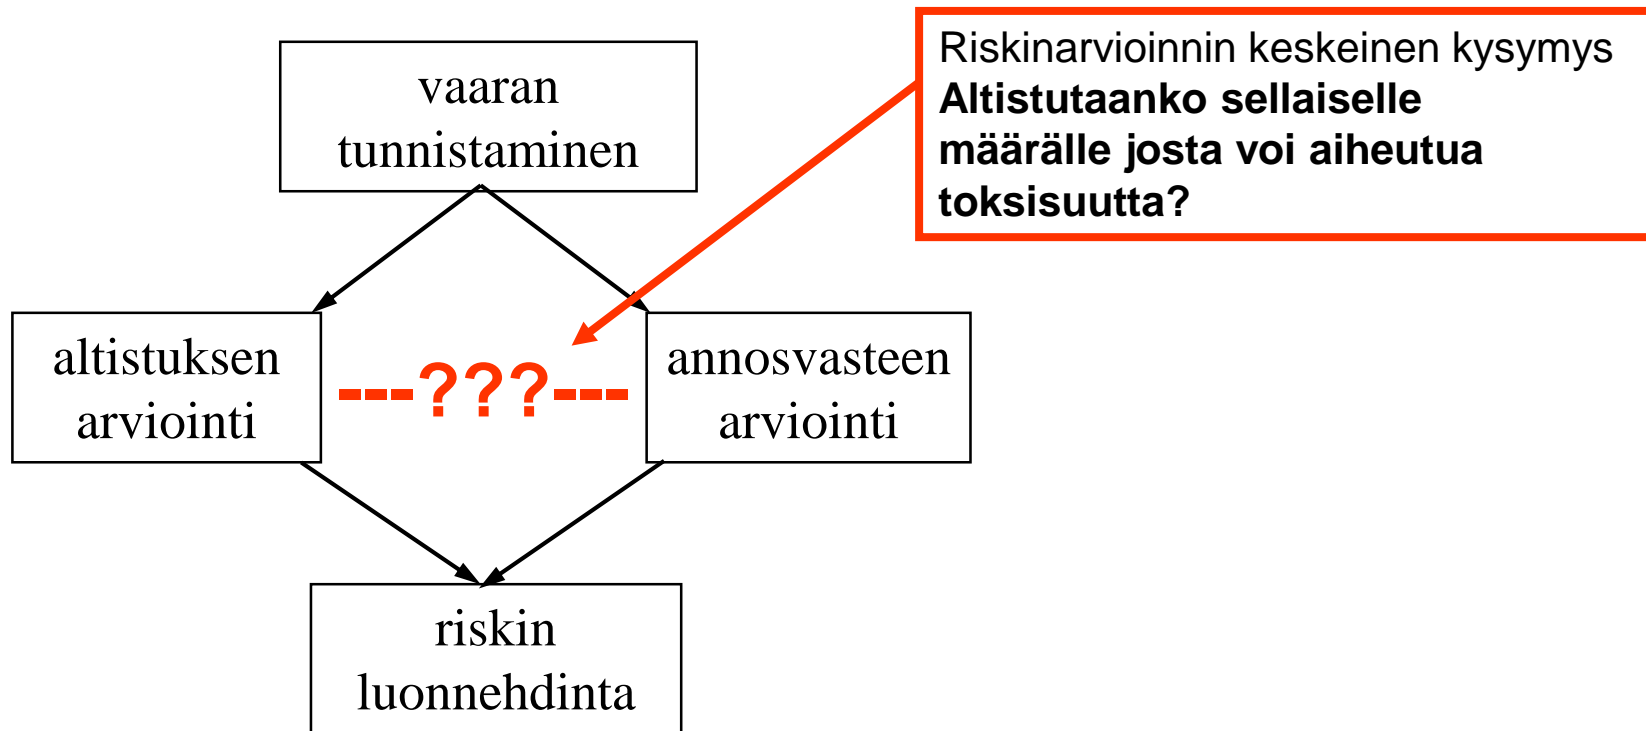 vaaran
tunnistaminen
Riskinarvioinnin keskeinen kysymys
Altistutaanko sellaiselle
määrälle josta voi aiheutua
toksisuutta?
altistuksen
arviointi
---???---
annosvasteen
arviointi
riskin
luonnehdinta